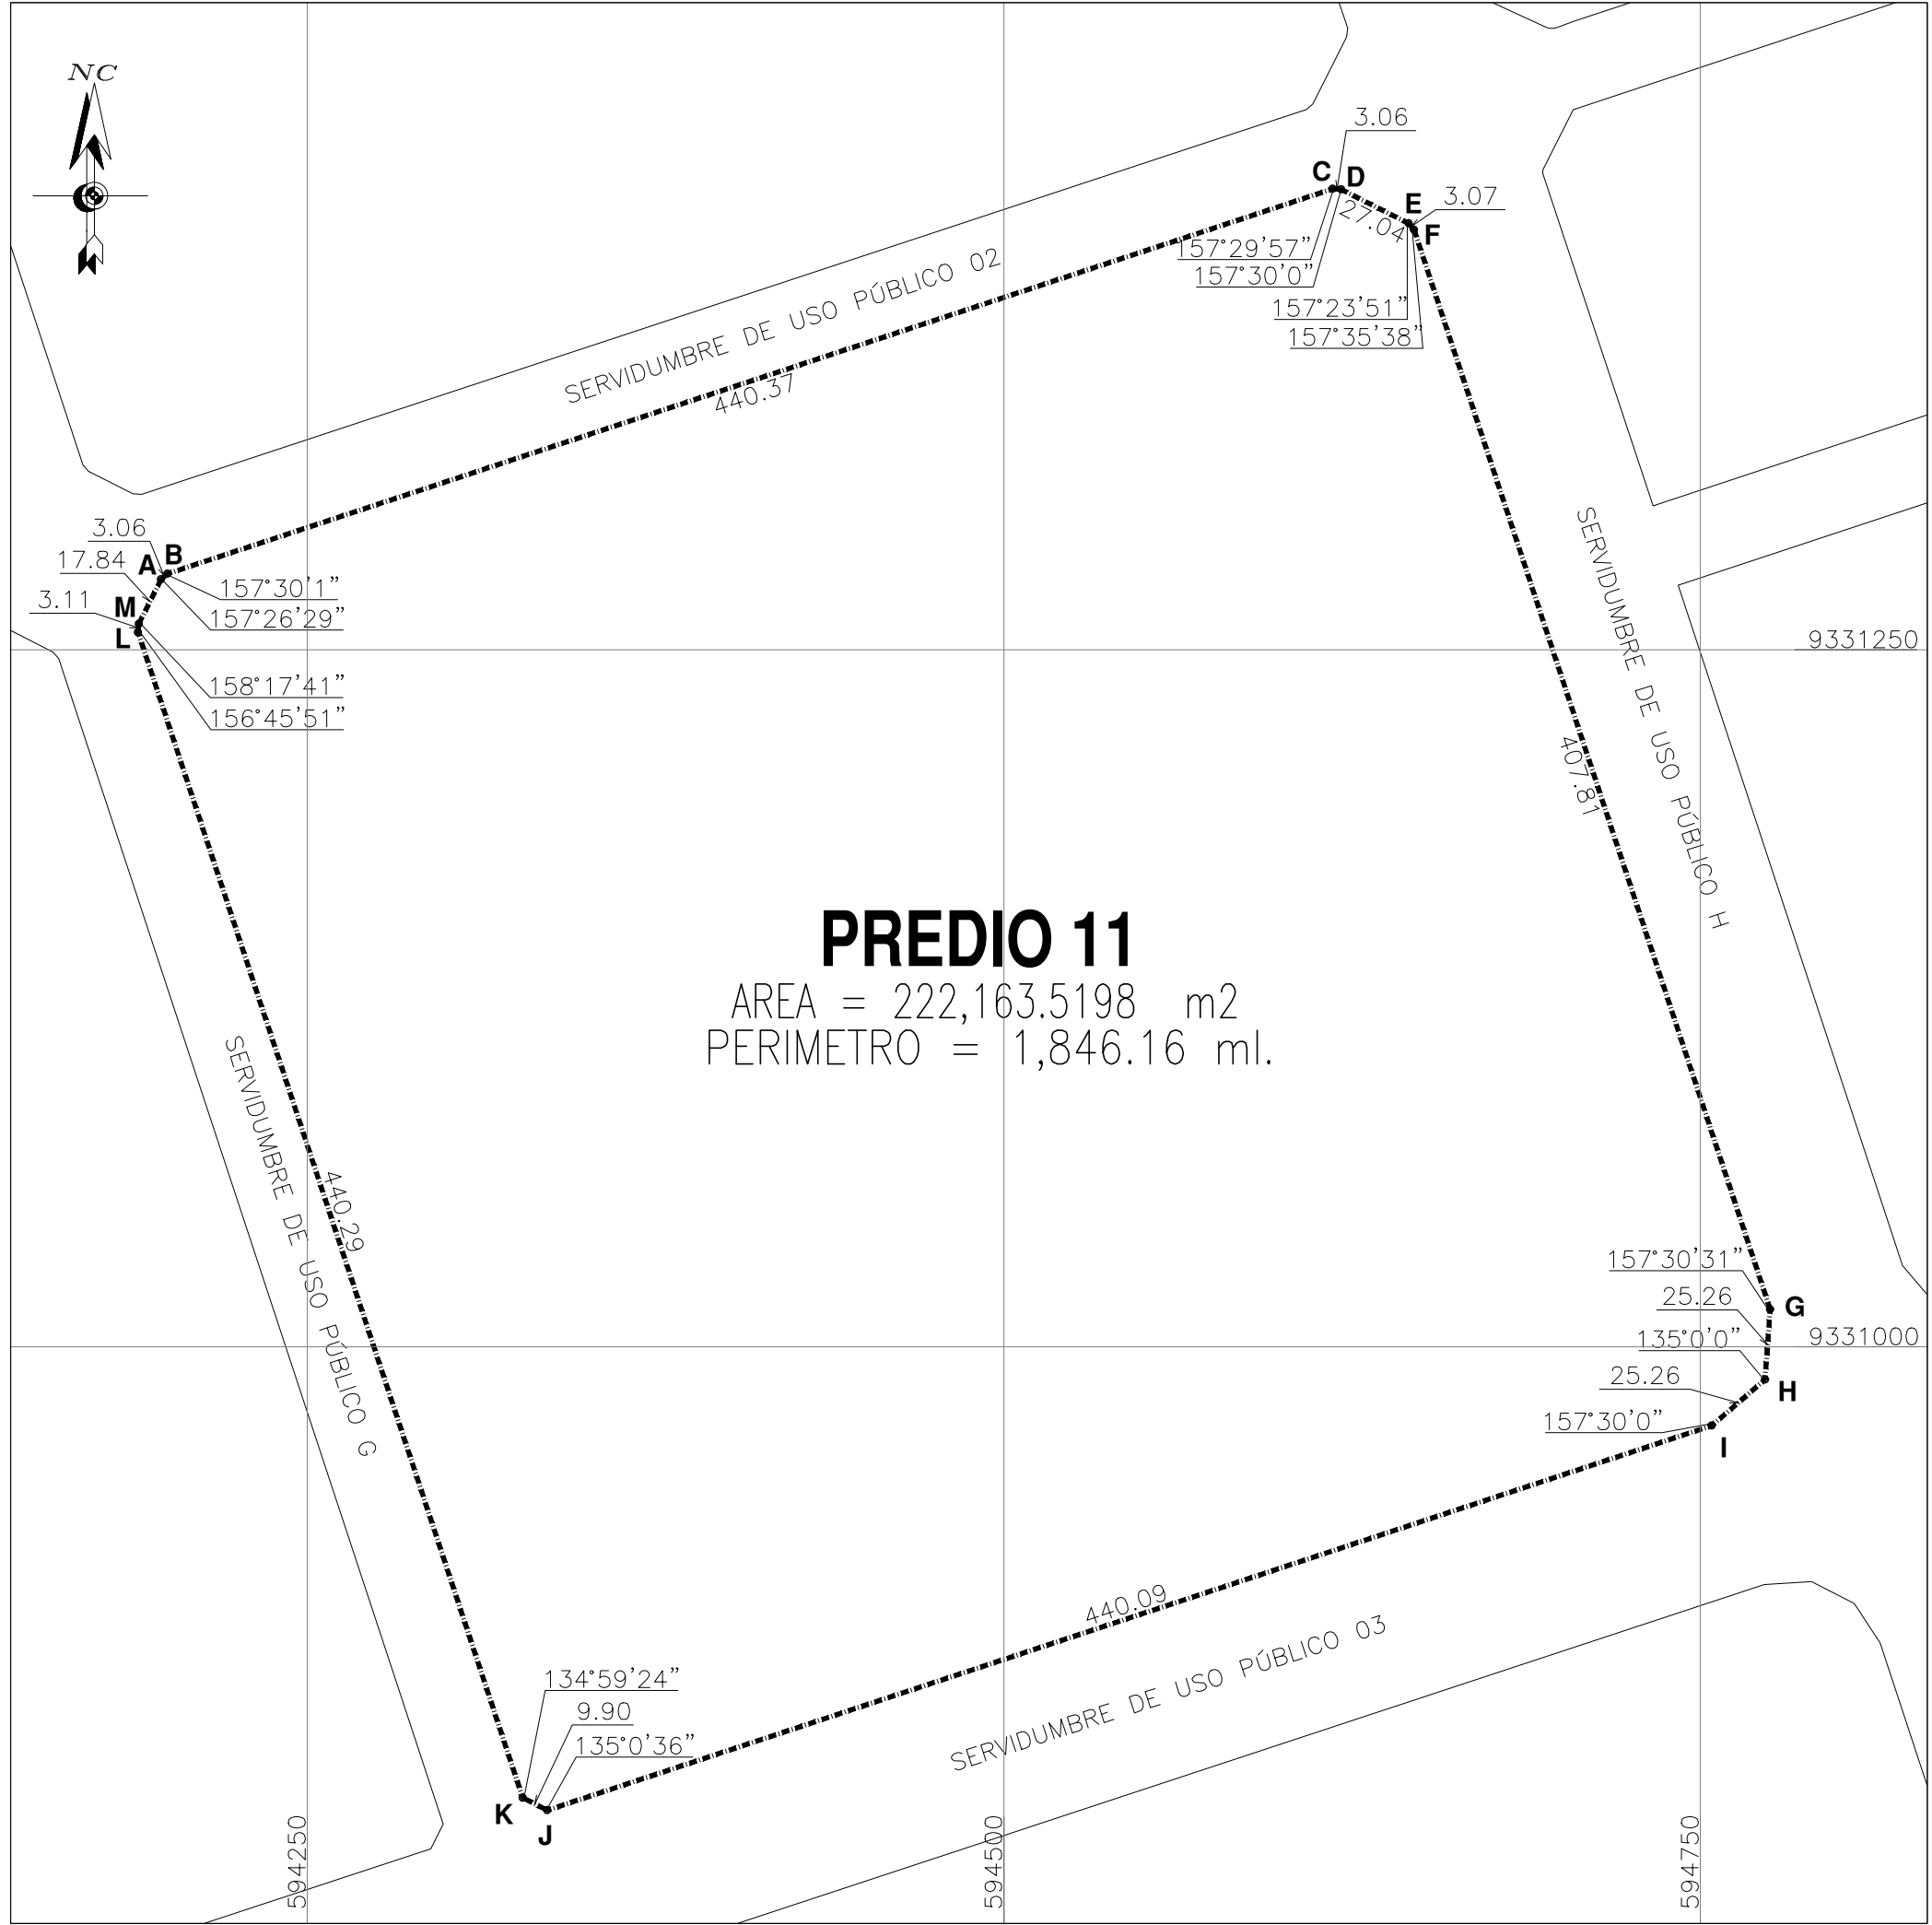 NC
3.06
C
D
E
3.07
27.04
F
157°29'57"
157°30'0"
157°23'51"
157°35'38"
SERVIDUMBRE DE USO PÚBLICO 02
440.37
3.06
B
A
17.84
157°30'1"
3.11
M
157°26'29"
L
9331250
158°17'41"
156°45'51"
SERVIDUMBRE DE USO PÚBLICO H
407.81
PREDIO 11
AREA = 222,163.5198 m2
PERIMETRO = 1,846.16 ml.
SERVIDUMBRE DE USO PÚBLICO G
440.29
157°30'31"
25.26
G
135°0'0"
9331000
25.26
H
157°30'0"
I
440.09
SERVIDUMBRE DE USO PÚBLICO 03
134°59'24"
9.90
135°0'36"
K
J
594250
594500
594750